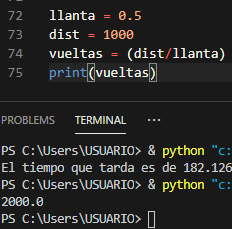 72 llanta = 0.5
73 dist = 1000
74 vueltas = (dist/llanta)
75 print(vueltas)
PROBLEMS TERMINAL ...
PS C:\Users\USUARIO> & python "c:
El tiempo que tarda es de 182.126
PS C:\Users\USUARIO> & python "c:
2000.0
PS C:\Users\USUARIO>